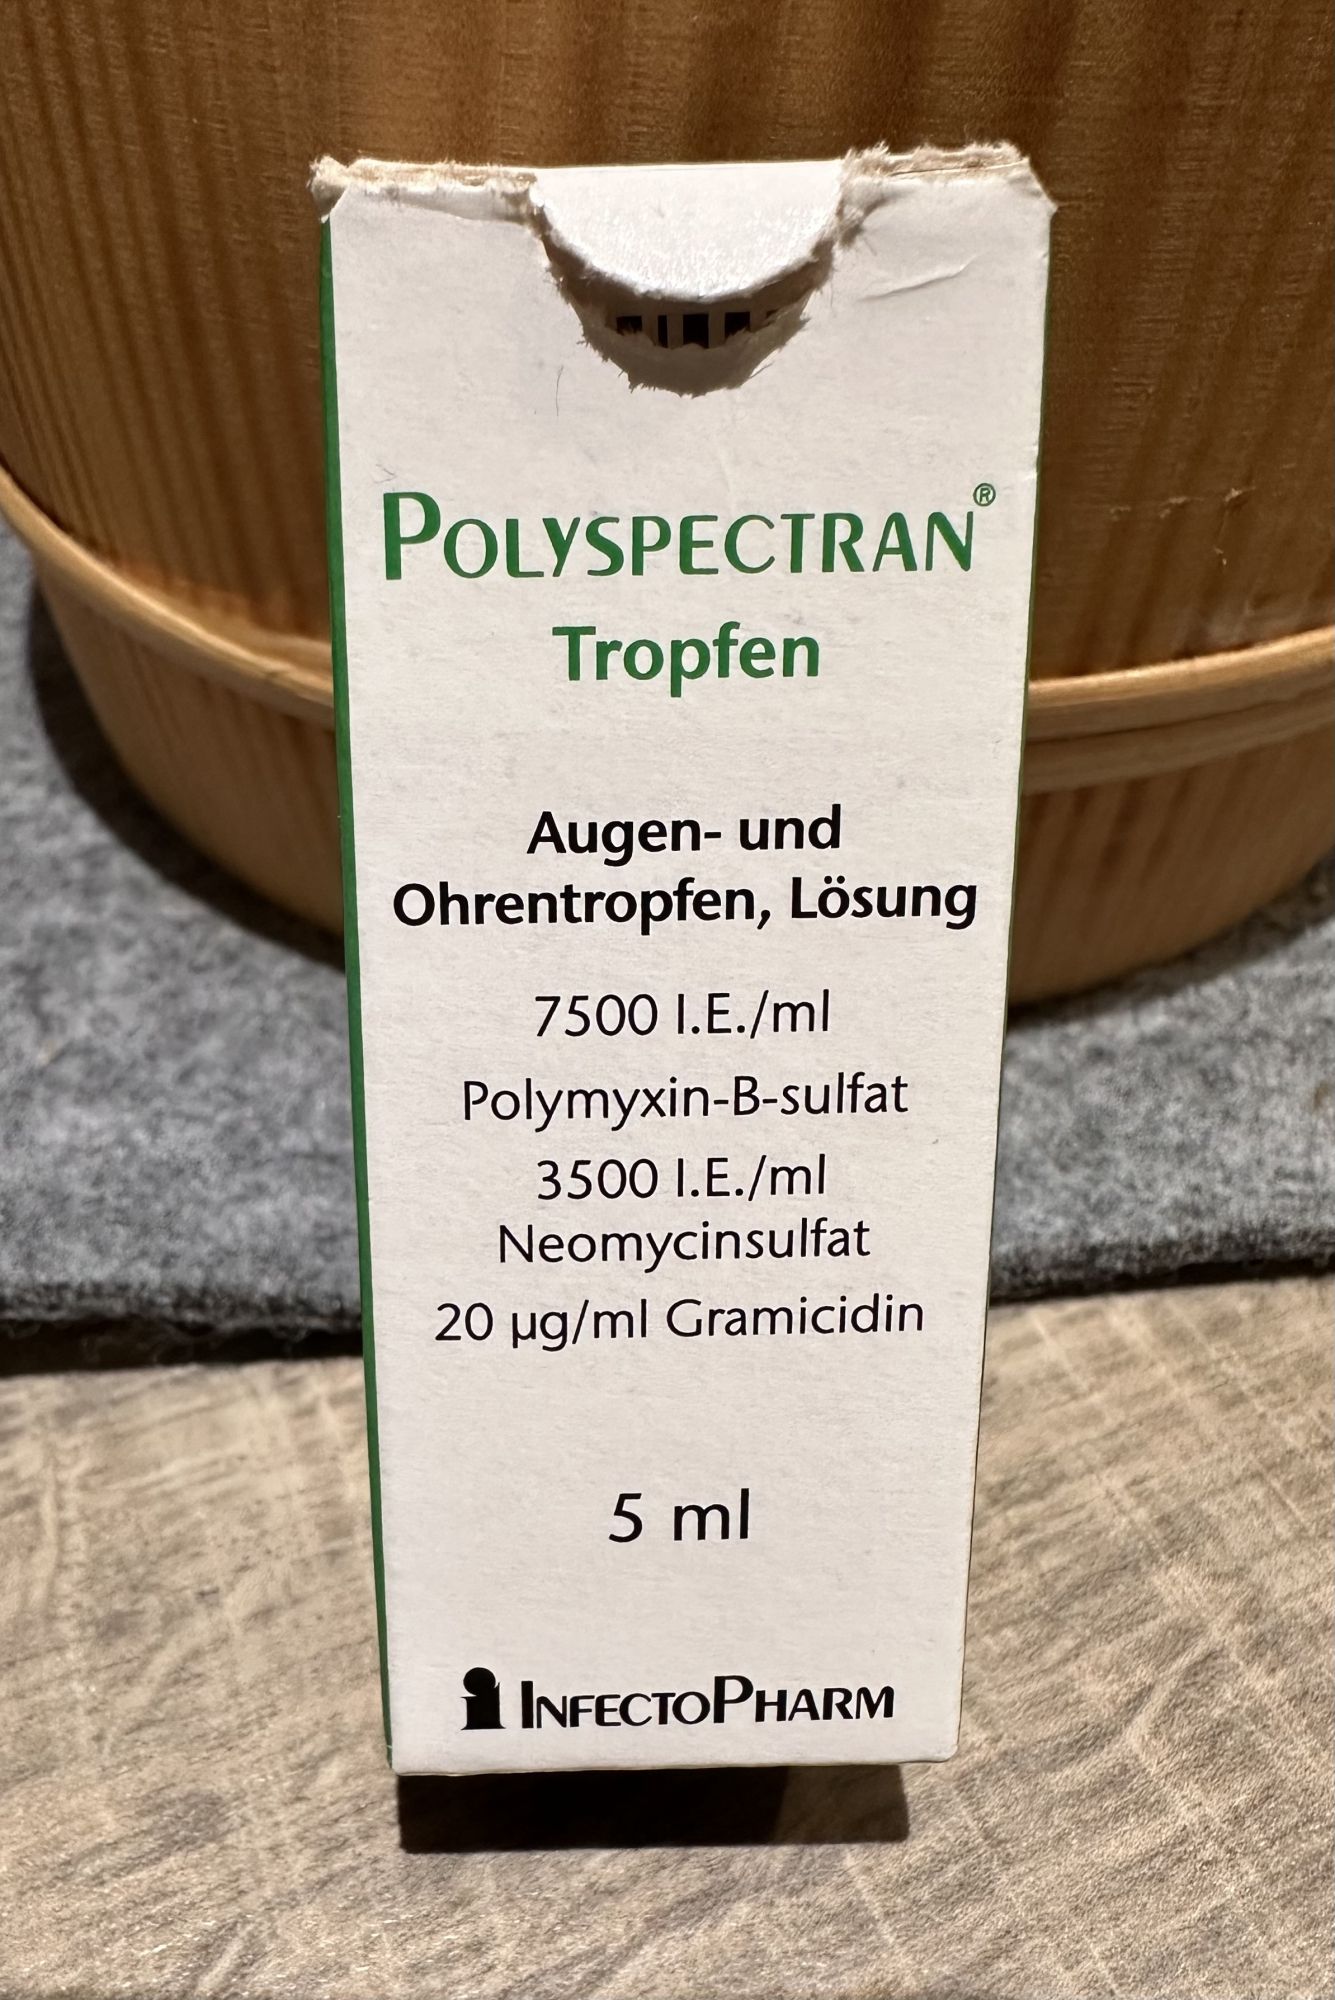 POLYSPECTRAN®
Tropfen
Augen- und
Ohrentropfen, Lösung
7500 I.E./ml
Polymyxin-B-sulfat
3500 I.E./ml
Neomycinsulfat
20 µg/ml Gramicidin
5 ml
INFECTOPHARM